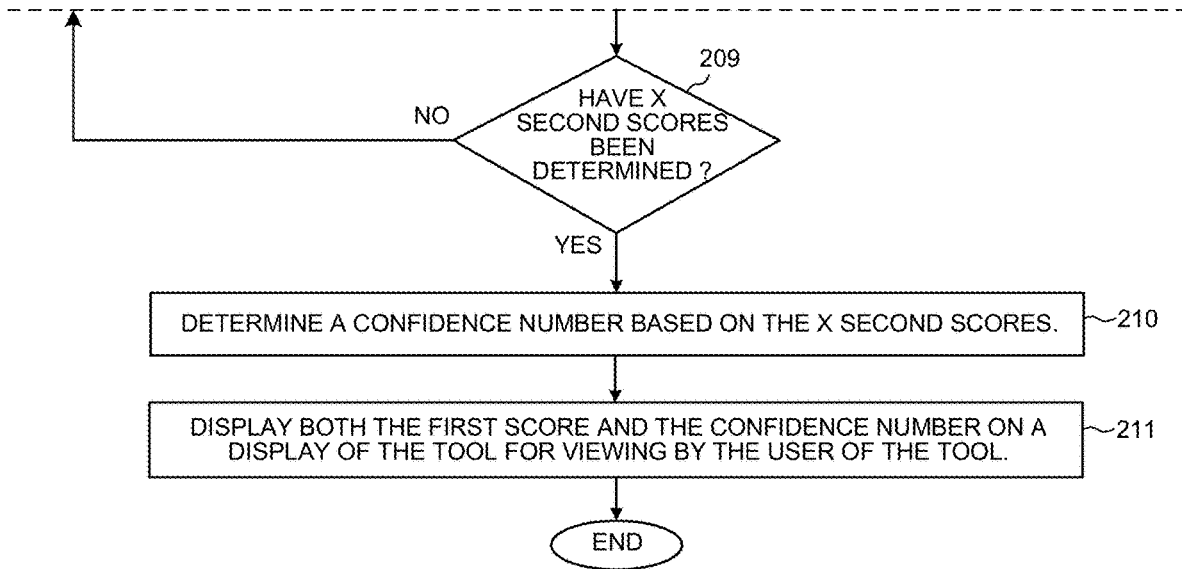 209
HAVE X
NO
SECOND SCORES
BEEN
DETERMINED ?
YES
DETERMINE A CONFIDENCE NUMBER BASED ON THE X SECOND SCORES.
210
DISPLAY BOTH THE FIRST SCORE AND THE CONFIDENCE NUMBER ON A
DISPLAY OF THE TOOL FOR VIEWING BY THE USER OF THE TOOL.
211
END